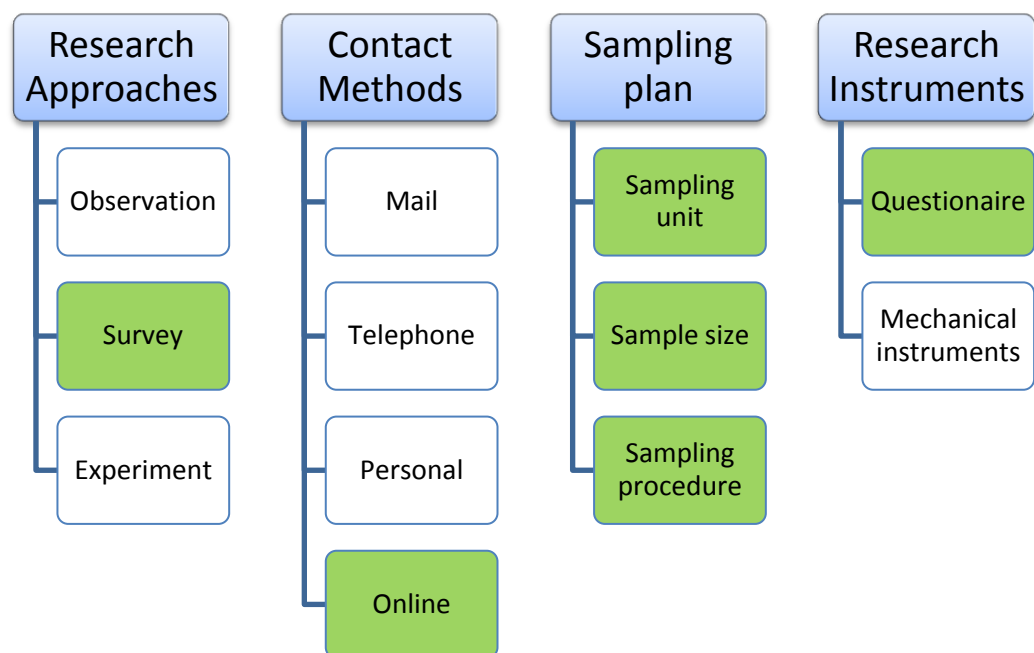 Research
Approaches
Observation
Survey
Experiment
Contact
Methods
Mail
Telephone
Personal
Online
Sampling
plan
Sampling
unit
Sample size
Sampling
procedure
Research
Instruments
Questionaire
Mechanical
instruments